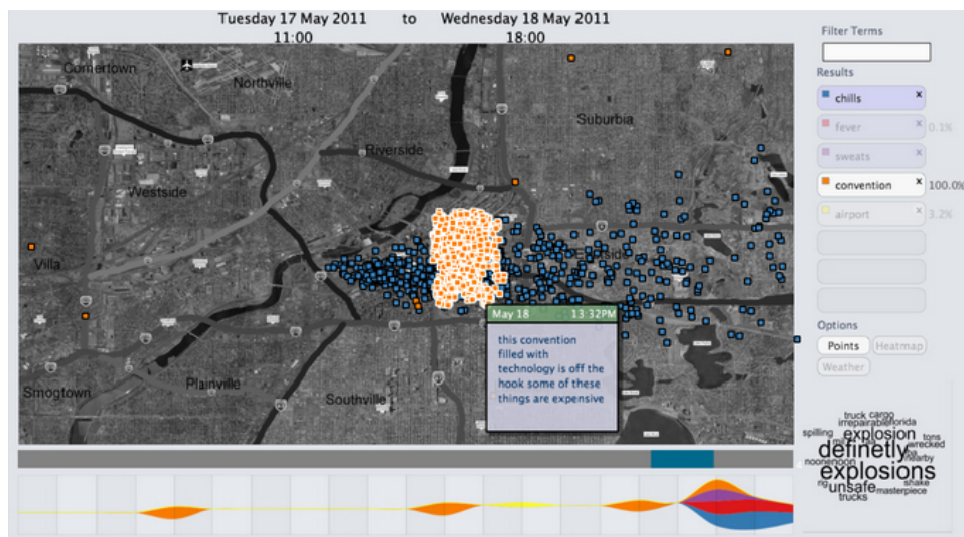 Tuesday 17 May 2011 to Wednesday 18 May 2011
11:00 18:00
Filter Terms
Results
chills x
fever x 0.1%
sweats x
convention x 100.0%
airport x 3.2%
Options
Points Heatmap
Weather
Cornertown
Northville
Suburbia
Riverside
Westside
Eastside
Villa
Smogtown
Plainville
Southville
May 18 13:32PM
this convention
filled with
technology is off the
hook some of these
things are expensive
truck cargo
irrepairable florida
spilling explosion tons
definetly wrecked
nearby
explosions
unsafe shake
trucks masterpiece